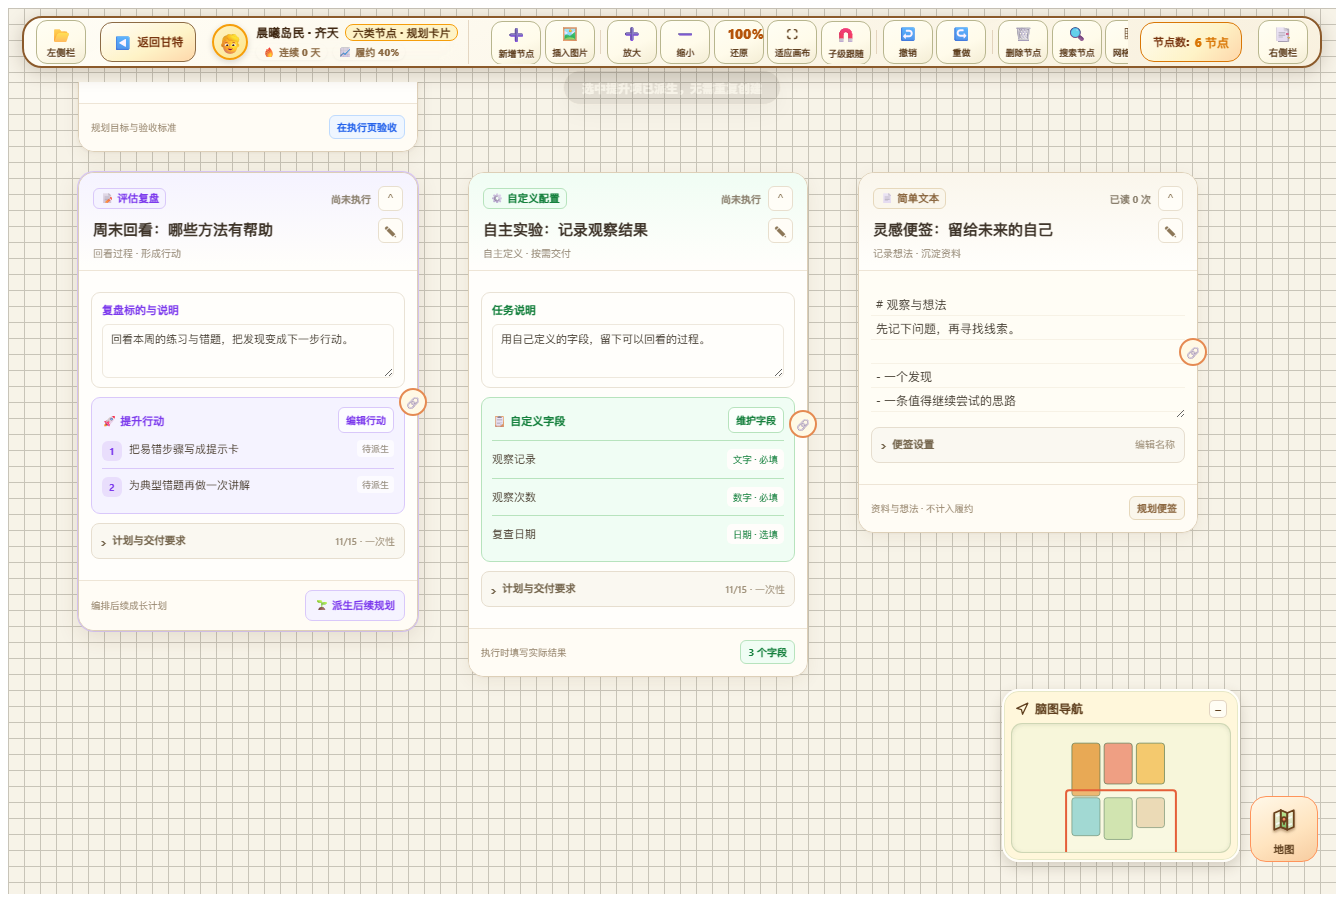 左侧栏
返回甘特
晨曦岛民 · 齐天
六类节点 · 规划卡片
连续 0 天
履约 40%
新增节点
插入图片
放大
缩小
100%
还原
适应画布
子级跟随
撤销
重做
删除节点
搜索节点
节点数: 6 节点
右侧栏
规划目标与验收标准
在执行页验收
评估复盘
尚未执行
周末回看：哪些方法有帮助
回看过程 · 形成行动
复盘标的与说明
回看本周的练习与错题，把发现变成下一步行动。
提升行动
编辑行动
1 把易错步骤写成提示卡 待派生
2 为典型错题再做一次讲解 待派生
计划与交付要求
11/15 · 一次性
编排后续成长计划
派生后续规划
自定义配置
尚未执行
自主实验：记录观察结果
自主定义 · 按需交付
任务说明
用自己定义的字段，留下可以回看的过程。
自定义字段
维护字段
观察记录 文字 · 必填
观察次数 数字 · 必填
复查日期 日期 · 选填
计划与交付要求
11/15 · 一次性
执行时填写实际结果
3 个字段
简单文本
已读 0 次
灵感便签：留给未来的自己
记录想法 · 沉淀资料
# 观察与想法
先记下问题，再寻找线索。
- 一个发现
- 一条值得继续尝试的思路
便签设置
编辑名称
资料与想法 · 不计入履约
规划便签
脑图导航
地图